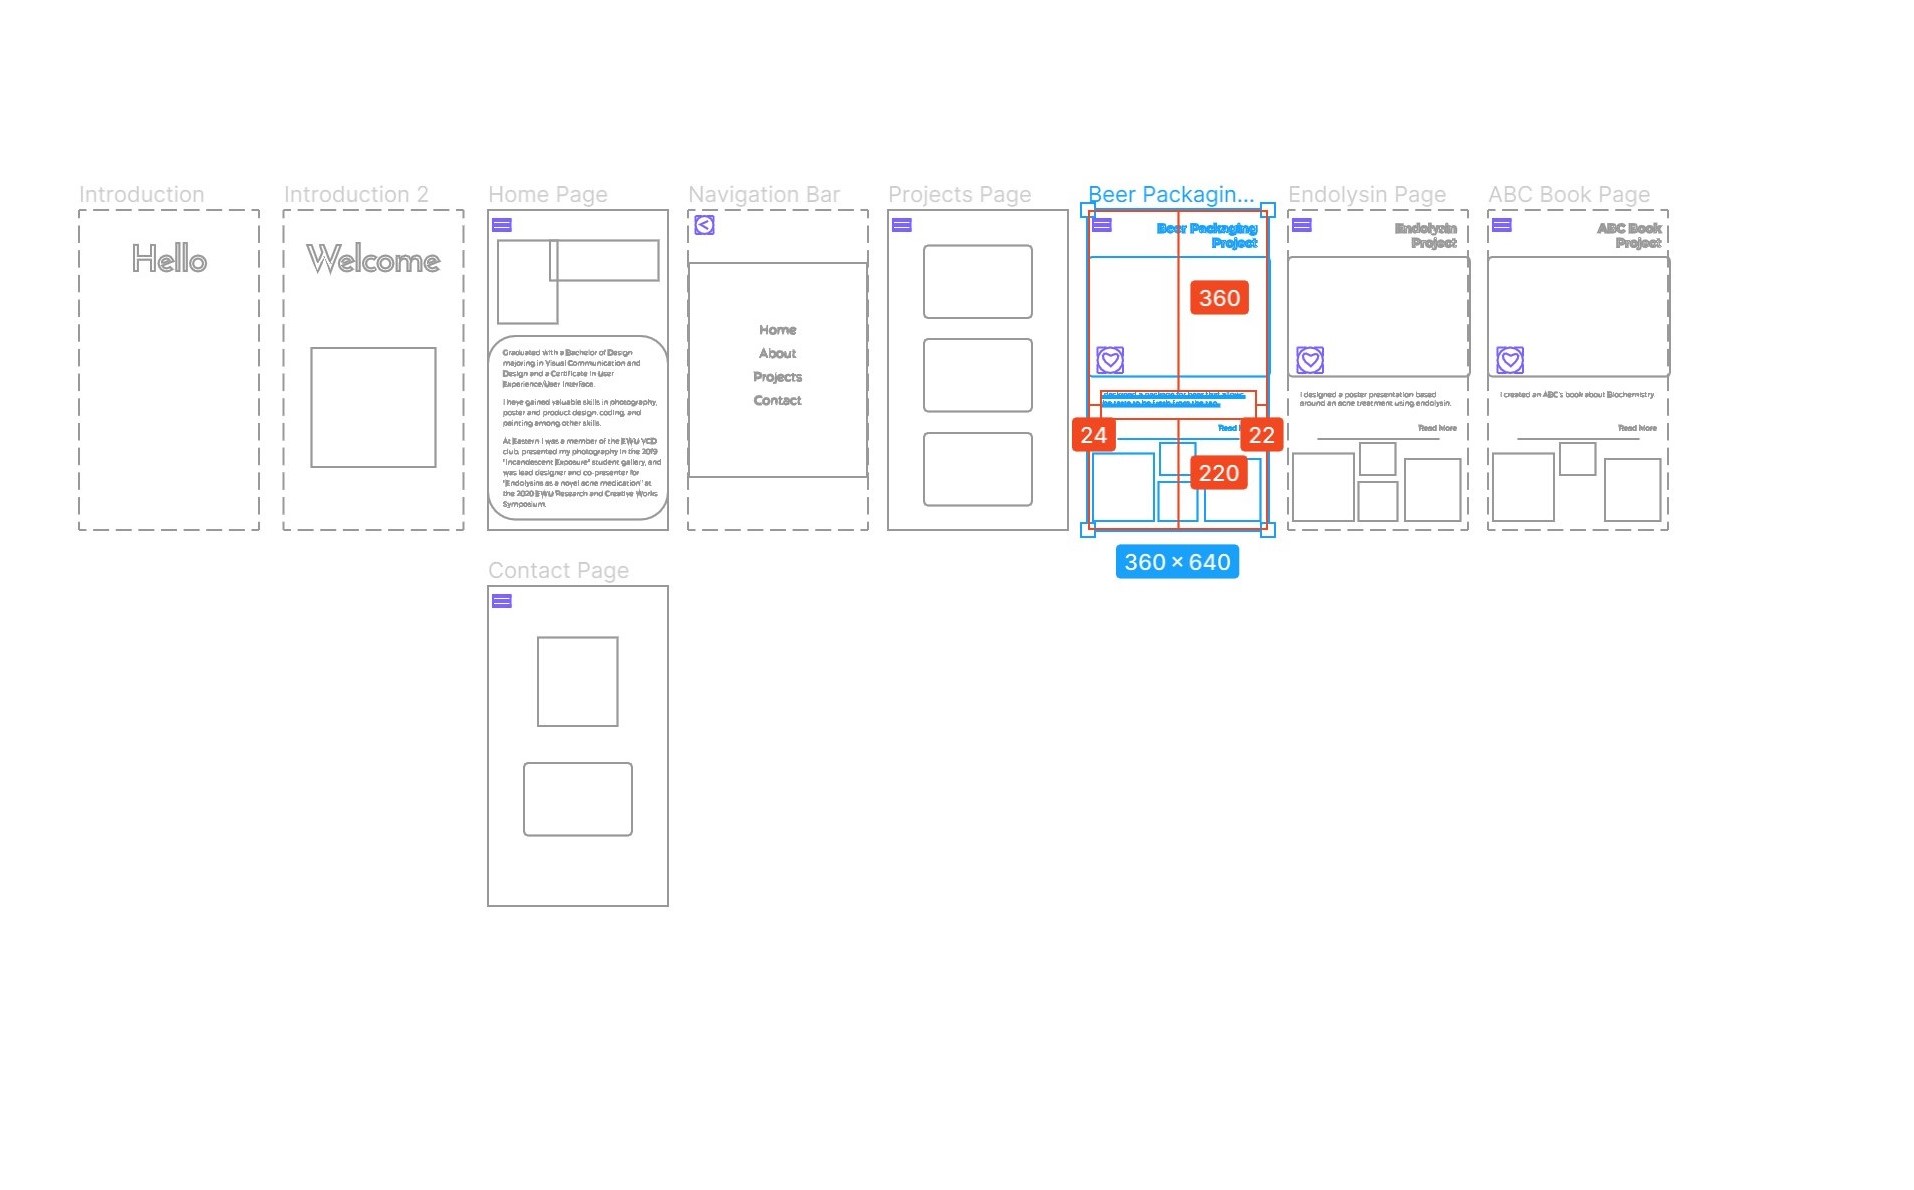 Introduction
Hello
Introduction 2
Welcome
Home Page
Graduated with a Bachelor of Design
majoring in Visual Communication and
Design and a Certificate in User
Experience/User Interface.
I have gained valuable skills in photography,
poster and product design, coding, and
painting among other skills.
At Eastern I was a member of the EWU VCD
club, presented my photography in the 2019
"Incandescent Exposure" student gallery, and
was lead designer and co-presenter for
"Endolysins as a novel acne medication" at
the 2020 EWU Research and Creative Works
Symposium.
Navigation Bar
Home
About
Projects
Contact
Projects Page
Beer Packagin...
Beer Packaging
Project
360
I designed a package for beer that allows
24
Read
22
220
360 × 640
Endolysin Page
Endolysin
Project
I designed a poster presentation based
around an acne treatment using endolysin.
Read More
ABC Book Page
ABC Book
Project
I created an ABC's book about Biochemistry
Read More
Contact Page